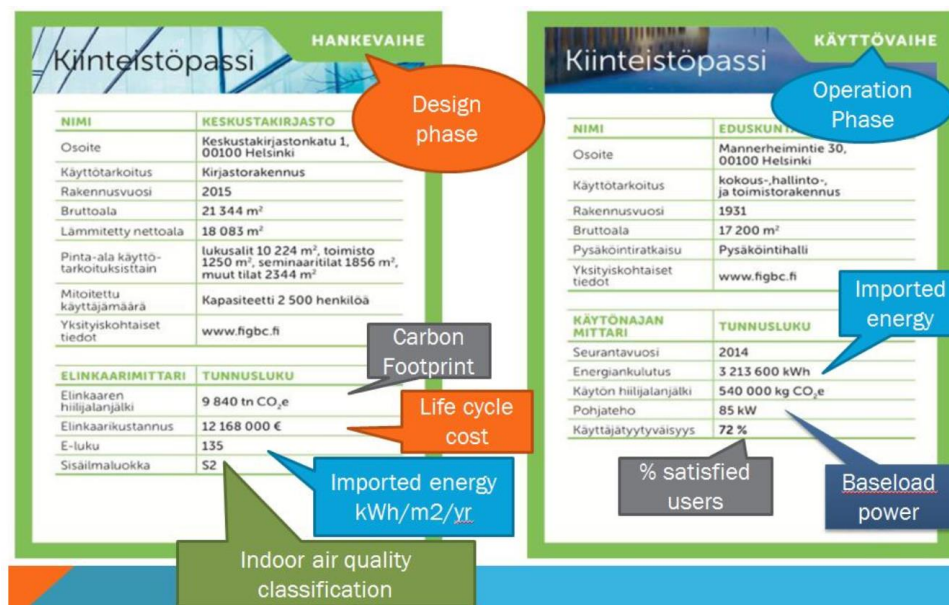 HANKEVAIHE
Kiinteistöpassi
Design
phase
NIMI KESKUSTAKIRJASTO
Osoite Keskustakirjastonkatu 1,
00100 Helsinki
Käyttötarkoitus Kirjastorakennus
Rakennusvuosi 2015
Bruttoala 21 344 m²
Lämmitetty nettoala 18 083 m²
Pinta-ala käyttö-
tarkoituksisttain
lukusalit 10 224 m², toimisto
1250 m², seminaaritilat 1856 m²,
muut tilat 2344 m²
Mitoitettu
käyttäjämäärä
Kapasiteetti 2 500 henkilöä
Yksityiskohtaiset
tiedot
www.figbc.fi
Carbon
Footprint
ELINKAARIMITTARI TUNNUSLUKU
Elinkaaren
hiilijalanjälki
9 840 tn CO₂e
Elinkaarikustannus 12 168 000 €
Life cycle
cost
E-luku 135
Sisäilmaluokka S2
Imported energy
kWh/m2/yr
Indoor air quality
classification
KÄYTTÖVAIHE
Kiinteistöpassi
Operation
Phase
NIMI
Osoite Mannerheimintie 30,
00100 Helsinki
Käyttötarkoitus kokous-,hallinto-,
ja toimistorakennus
Rakennusvuosi 1931
Bruttoala 17 200 m²
Pysäköintiratkaisu Pysäköintihalli
Yksityiskohtaiset
tiedot
www.figbc.fi
Imported
energy
KÄYTÖNAJAN
MITTARI
TUNNUSLUKU
Seurantavuosi 2014
Energiankulutus 3 213 600 kWh
Käytön hiilijalanjälki 540 000 kg CO₂e
Pohjateho 85 kW
Käyttäjätyytyväisyys 72 %
% satisfied
users
Baseload
power